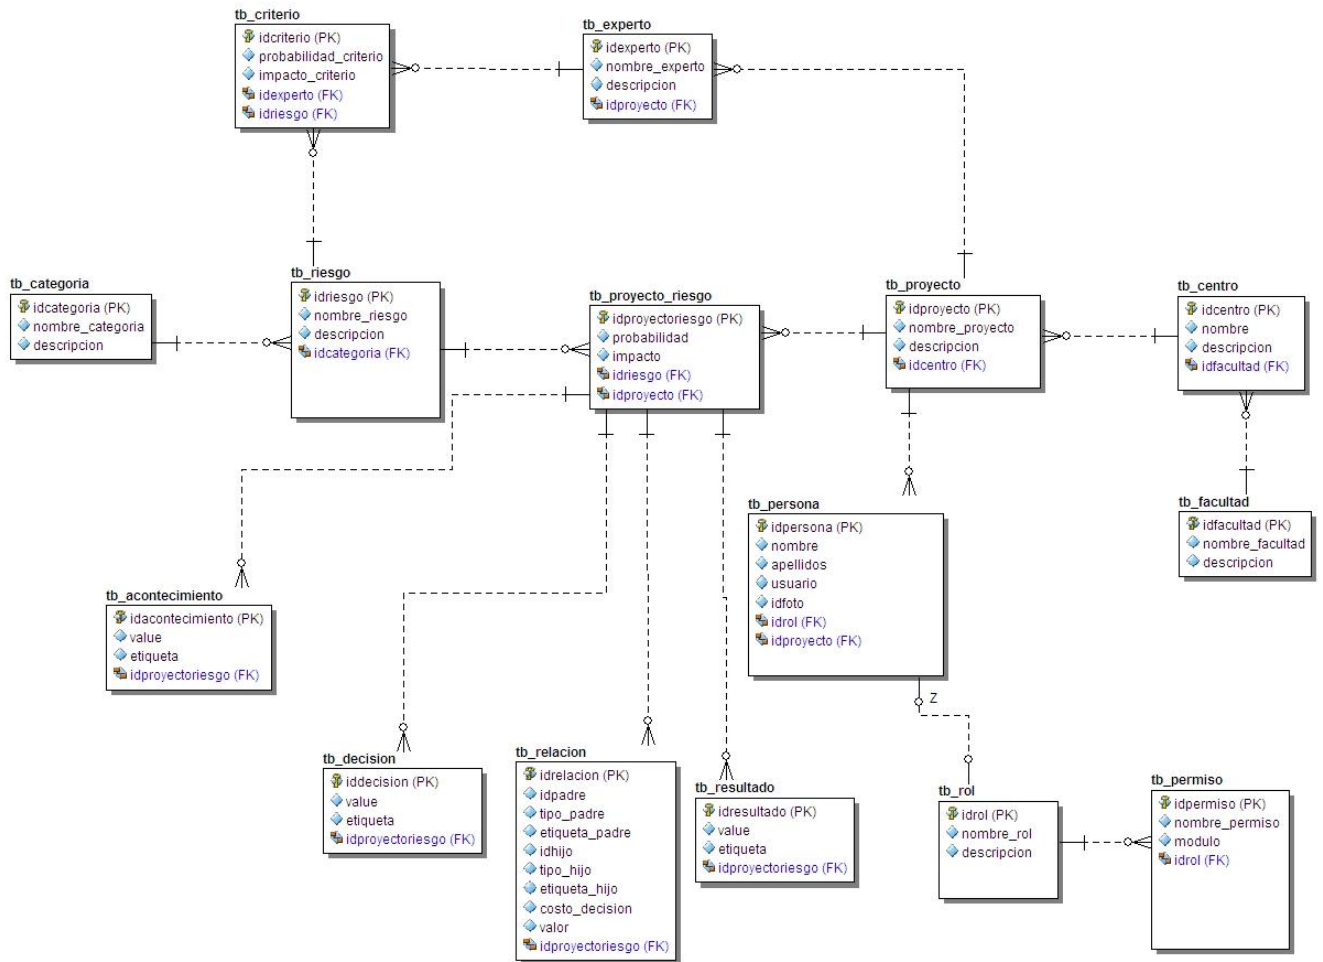 tb_criterio
idcriterio (PK)
probabilidad_criterio
impacto_criterio
idexperto (FK)
idriesgo (FK)
tb_experto
idexperto (PK)
nombre_experto
descripcion
idproyecto (FK)
tb_categoria
idcategoria (PK)
nombre_categoria
descripcion
tb_riesgo
idriesgo (PK)
nombre_riesgo
descripcion
idcategoria (FK)
tb_proyecto_riesgo
idproyectoriesgo (PK)
probabilidad
impacto
idriesgo (FK)
idproyecto (FK)
tb_proyecto
idproyecto (PK)
nombre_proyecto
descripcion
idcentro (FK)
tb_centro
idcentro (PK)
nombre
descripcion
idfacultad (FK)
tb_persona
idpersona (PK)
nombre
apellidos
usuario
idfoto
idrol (FK)
idproyecto (FK)
Z
tb_facultad
idfacultad (PK)
nombre_facultad
descripcion
tb_acontecimiento
idacontecimiento (PK)
value
etiqueta
idproyectoriesgo (FK)
tb_decision
iddecision (PK)
value
etiqueta
idproyectoriesgo (FK)
tb_relacion
idrelacion (PK)
idpadre
tipo_padre
etiqueta_padre
idhijo
tipo_hijo
etiqueta_hijo
costo_decision
valor
idproyectoriesgo (FK)
tb_resultado
idresultado (PK)
value
etiqueta
idproyectoriesgo (FK)
tb_rol
idrol (PK)
nombre_rol
descripcion
tb_permiso
idpermiso (PK)
nombre_permiso
modulo
idrol (FK)